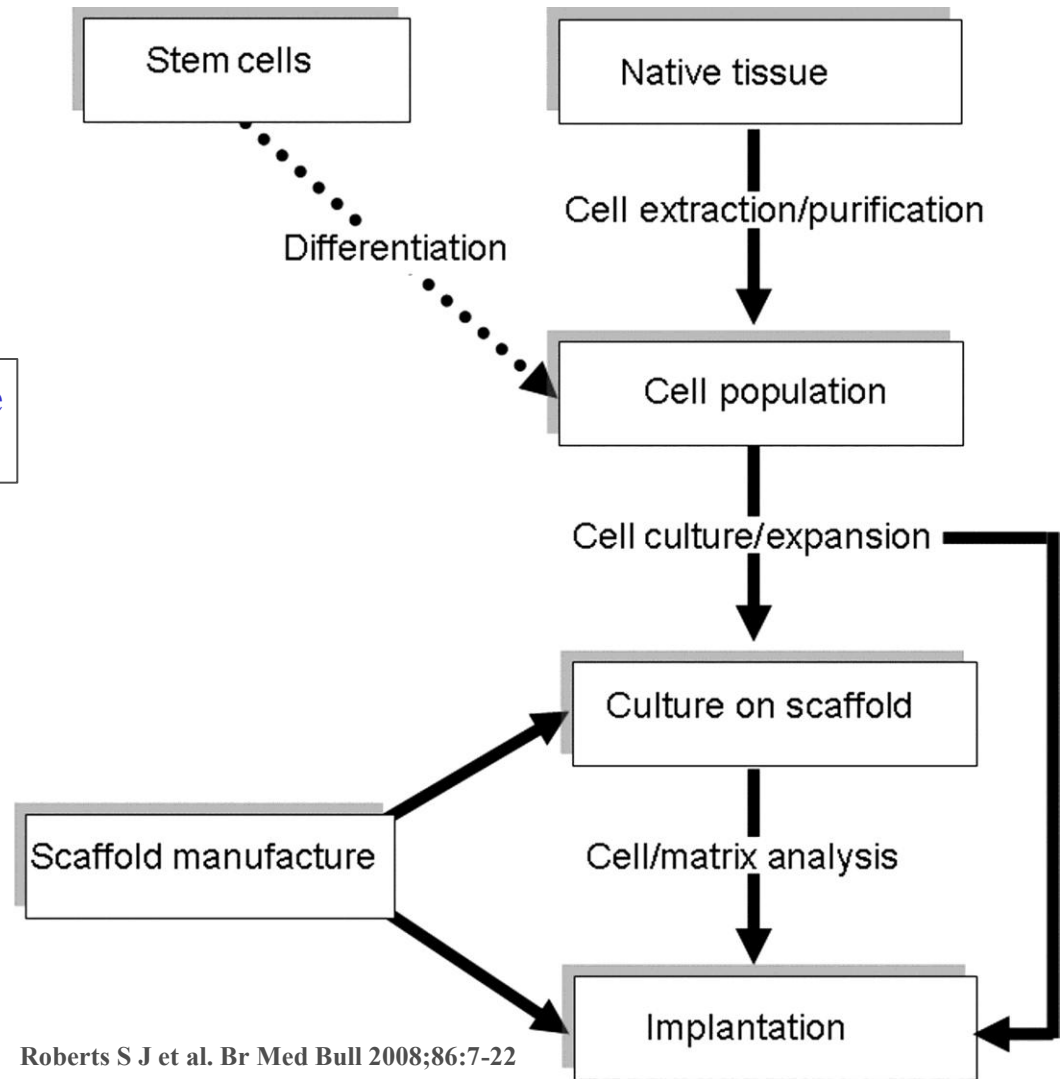 Stem cells
Native tissue
Cell extraction/purification
Differentiation
Cell population
Cell culture/expansion
Culture on scaffold
Scaffold manufacture
Cell/matrix analysis
Implantation
Roberts S J et al. Br Med Bull 2008;86:7-22